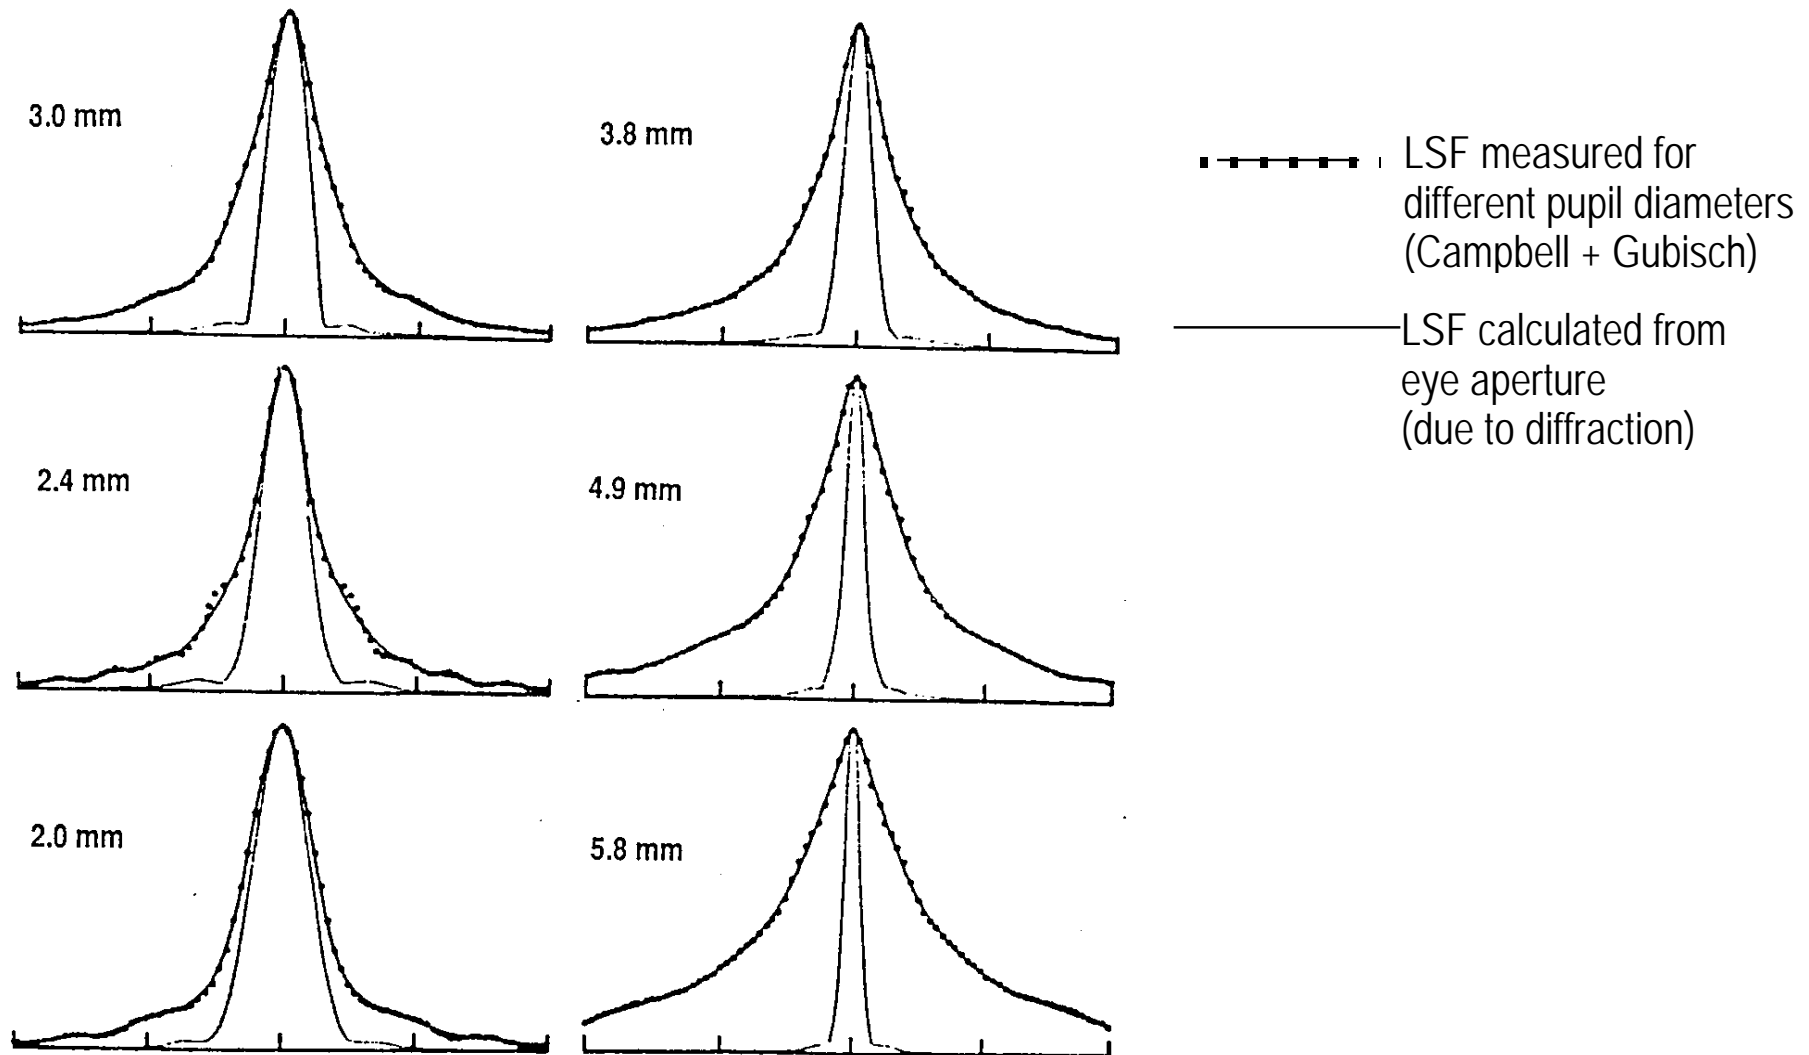 3.0 mm
3.8 mm
LSF measured for
different pupil diameters
(Campbell + Gubisch)
LSF calculated from
eye aperture
(due to diffraction)
2.4 mm
4.9 mm
2.0 mm
5.8 mm